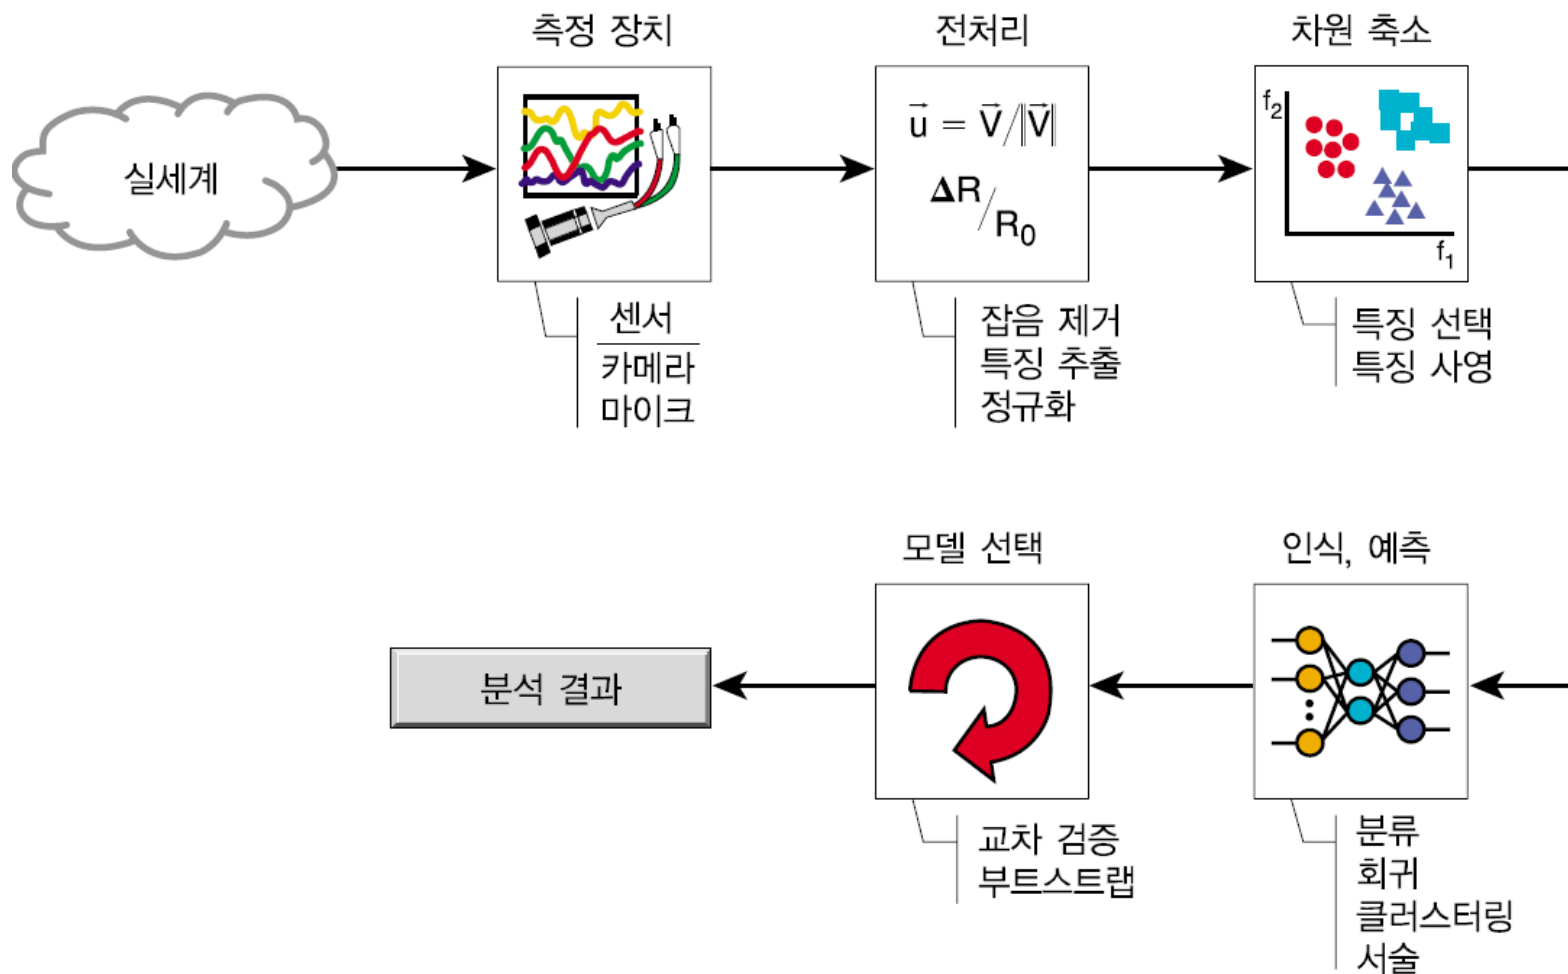 측정 장치
전처리
차원 축소
실세계
u⃗ = V⃗/‖V⃗‖
ΔR/R₀
f₂
f₁
센서
카메라
마이크
잡음 제거
특징 추출
정규화
특징 선택
특징 사영
모델 선택
인식, 예측
분석 결과
교차 검증
부트스트랩
분류
회귀
클러스터링
서술